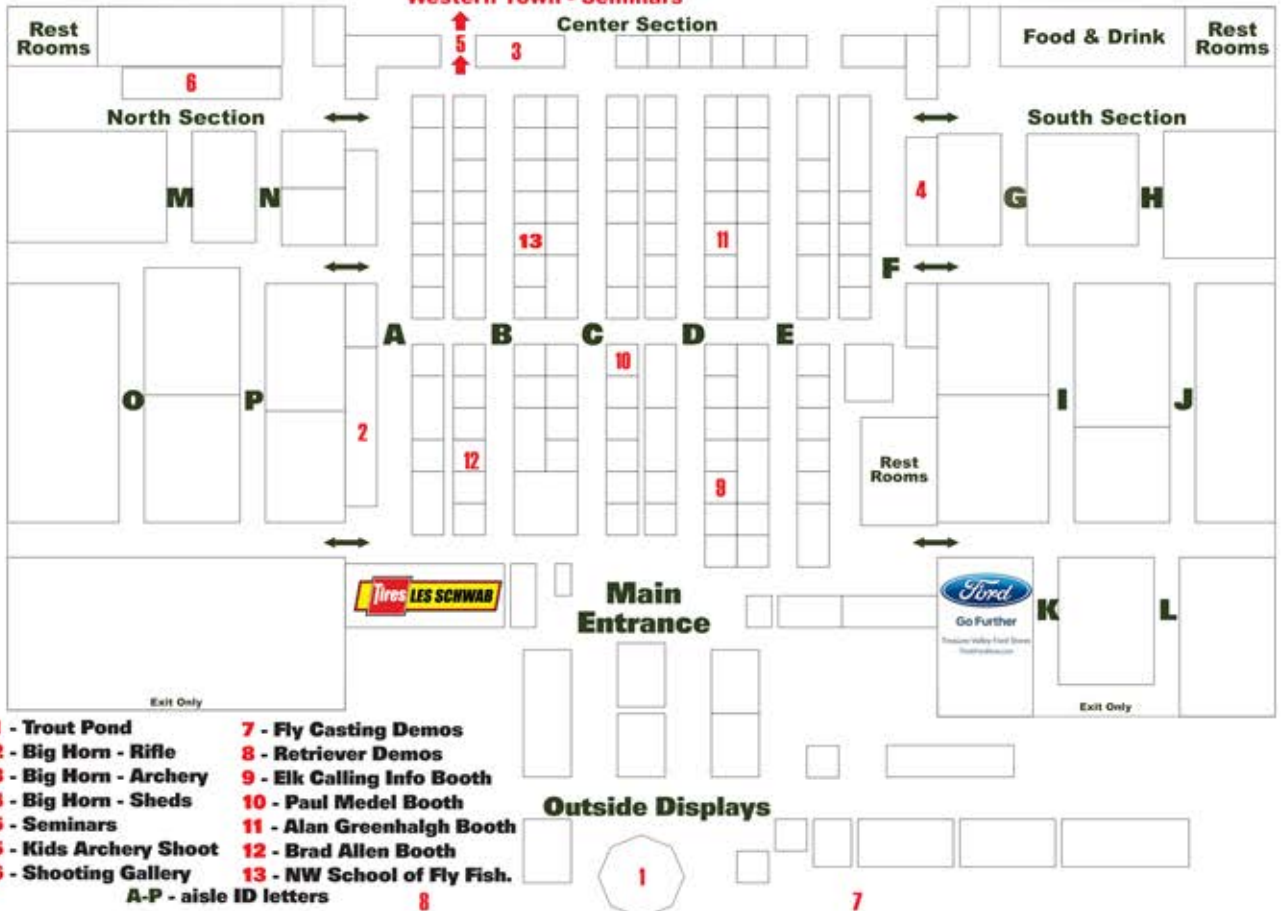 Western Town - Seminars
Center Section
Rest
Rooms
5
3
Food & Drink
Rest
Rooms
6
North Section
South Section
M
N
4
G
H
13
11
F
A
B
C
D
E
10
O
P
2
I
J
12
9
Rest
Rooms
Tires LES SCHWAB
Main
Entrance
Ford
Go Further
K
L
Exit Only
Exit Only
- Trout Pond
- Big Horn - Rifle
- Big Horn - Archery
- Big Horn - Sheds
- Seminars
- Kids Archery Shoot
- Shooting Gallery
7 - Fly Casting Demos
8 - Retriever Demos
9 - Elk Calling Info Booth
10 - Paul Medel Booth
11 - Alan Greenhalgh Booth
12 - Brad Allen Booth
13 - NW School of Fly Fish.
A-P - aisle ID letters
Outside Displays
8
1
7